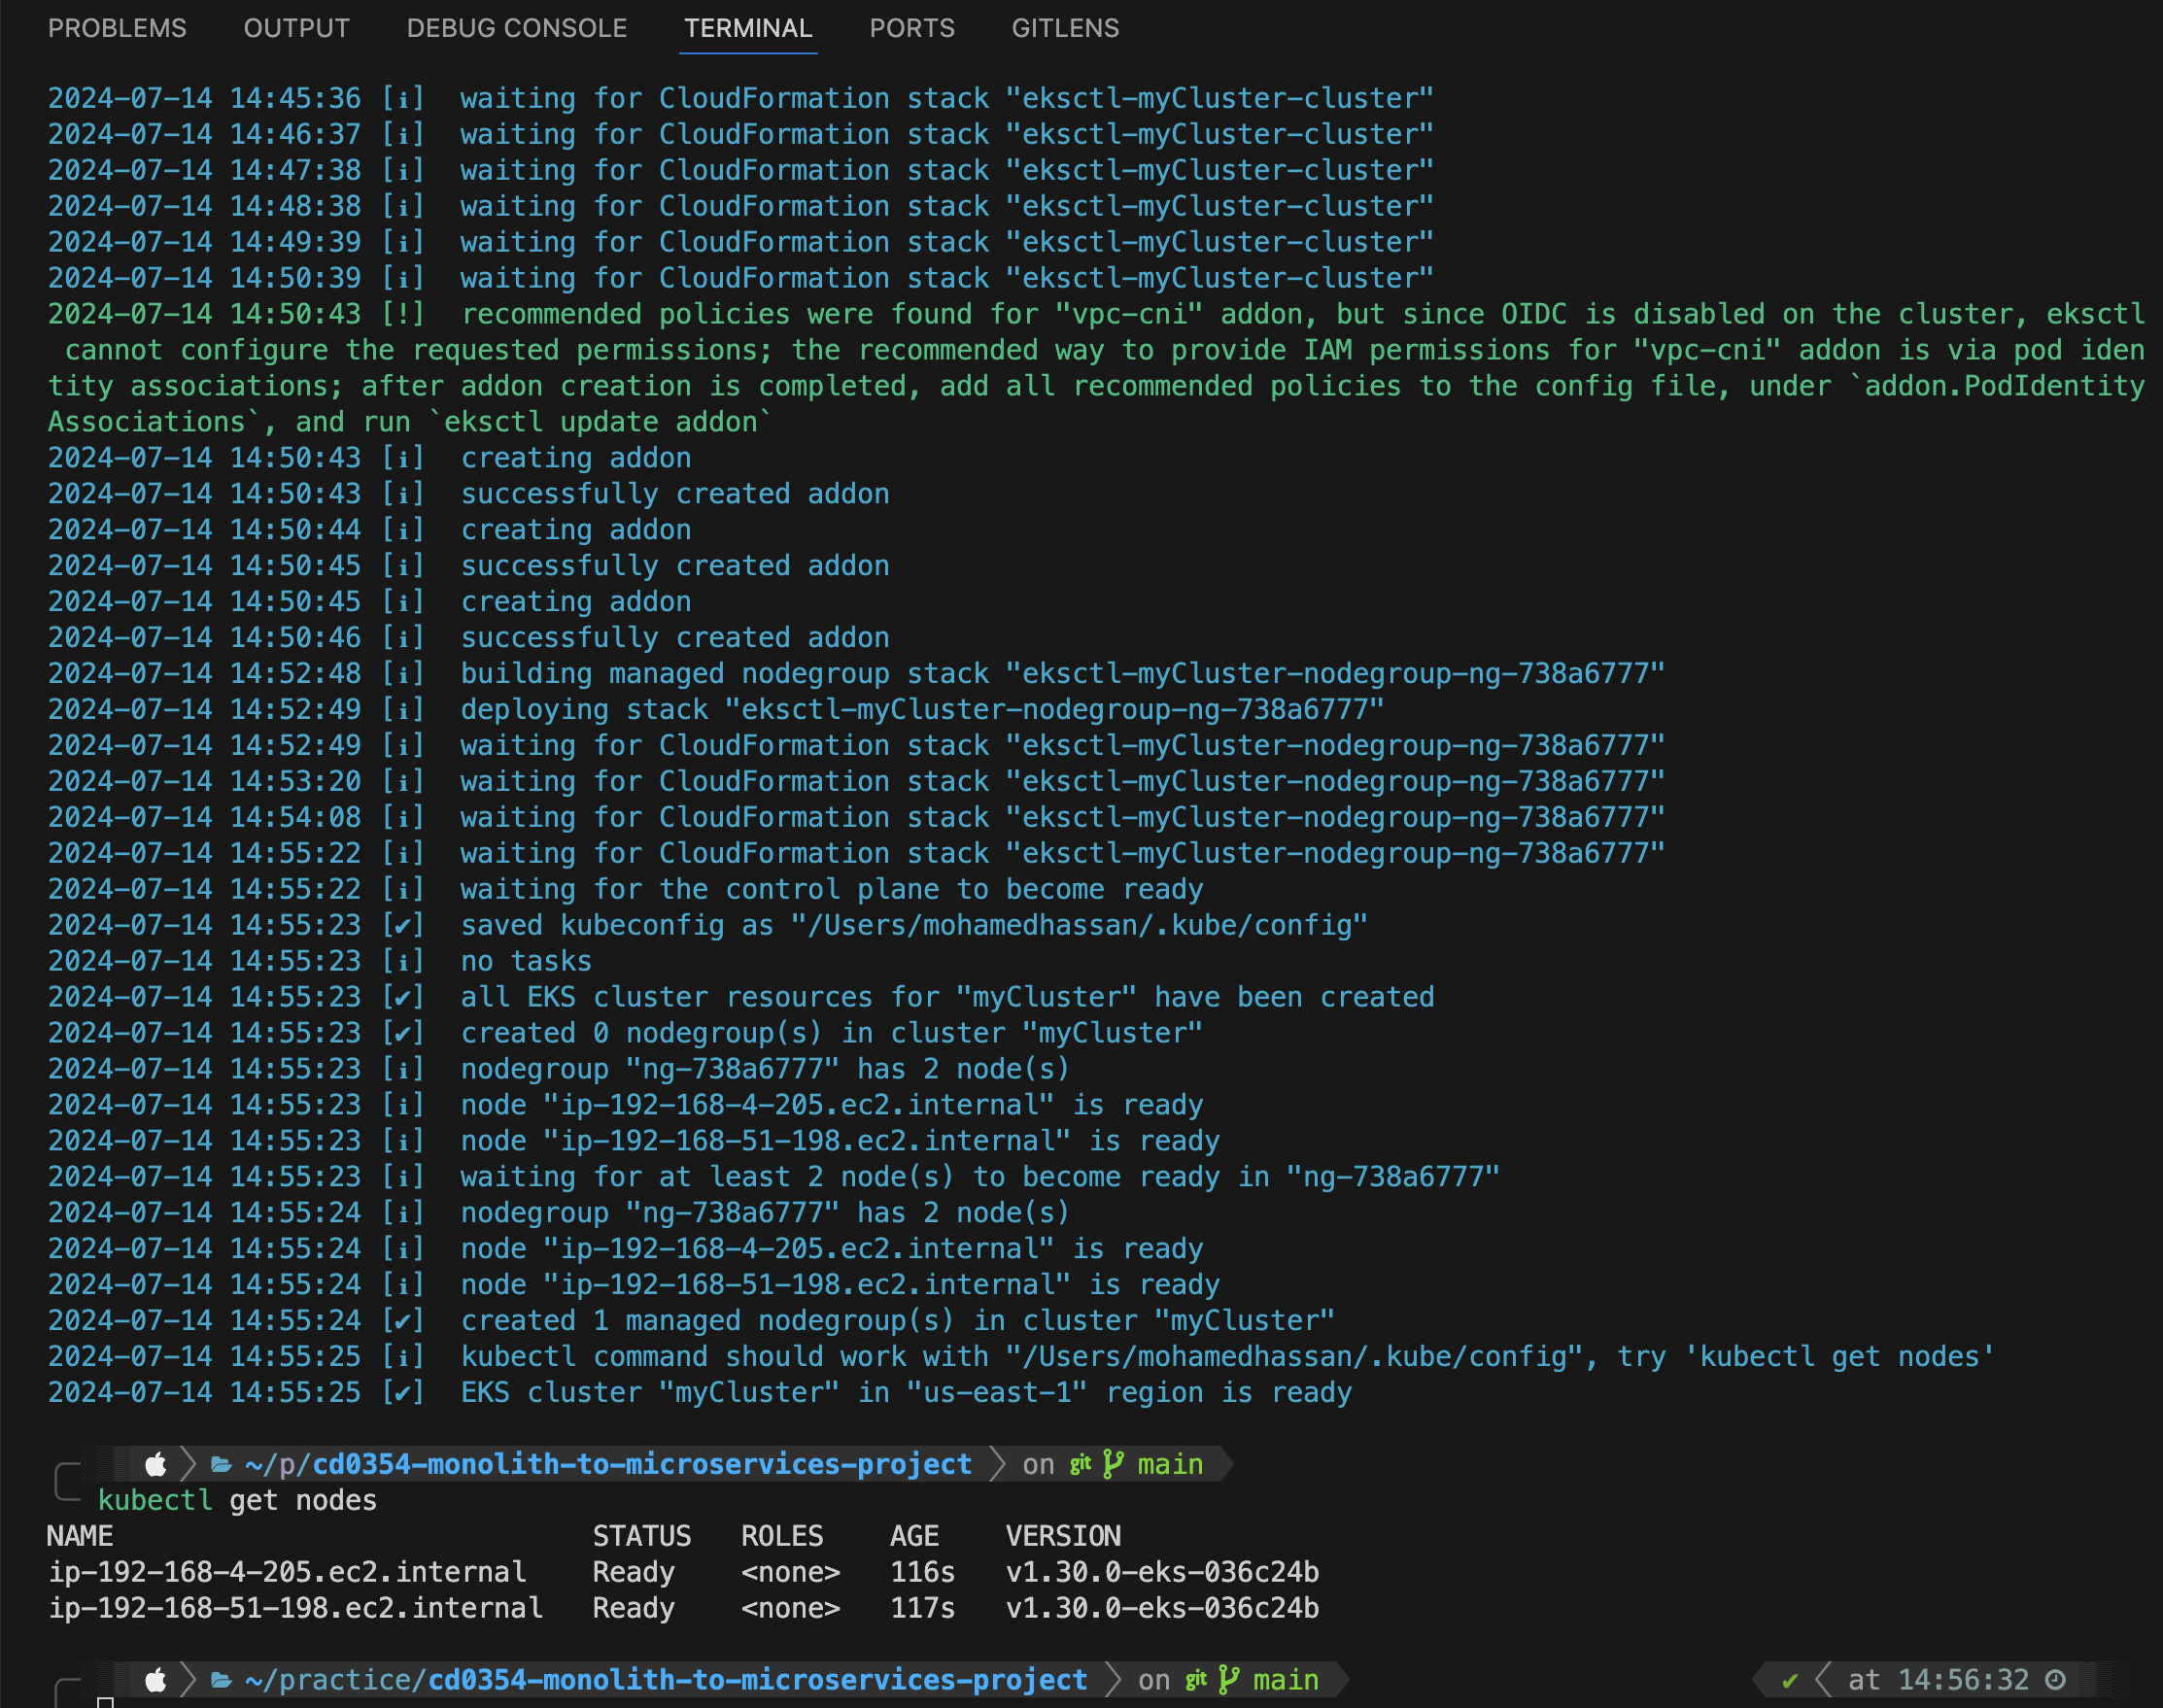 PROBLEMS OUTPUT DEBUG CONSOLE TERMINAL PORTS GITLENS
2024-07-14 14:45:36 [ℹ]  waiting for CloudFormation stack "eksctl-myCluster-cluster"
2024-07-14 14:46:37 [ℹ]  waiting for CloudFormation stack "eksctl-myCluster-cluster"
2024-07-14 14:47:38 [ℹ]  waiting for CloudFormation stack "eksctl-myCluster-cluster"
2024-07-14 14:48:38 [ℹ]  waiting for CloudFormation stack "eksctl-myCluster-cluster"
2024-07-14 14:49:39 [ℹ]  waiting for CloudFormation stack "eksctl-myCluster-cluster"
2024-07-14 14:50:39 [ℹ]  waiting for CloudFormation stack "eksctl-myCluster-cluster"
2024-07-14 14:50:43 [!]  recommended policies were found for "vpc-cni" addon, but since OIDC is disabled on the cluster, eksctl
 cannot configure the requested permissions; the recommended way to provide IAM permissions for "vpc-cni" addon is via pod iden
tity associations; after addon creation is completed, add all recommended policies to the config file, under `addon.PodIdentity
Associations`, and run `eksctl update addon`
2024-07-14 14:50:43 [ℹ]  creating addon
2024-07-14 14:50:43 [ℹ]  successfully created addon
2024-07-14 14:50:44 [ℹ]  creating addon
2024-07-14 14:50:45 [ℹ]  successfully created addon
2024-07-14 14:50:45 [ℹ]  creating addon
2024-07-14 14:50:46 [ℹ]  successfully created addon
2024-07-14 14:52:48 [ℹ]  building managed nodegroup stack "eksctl-myCluster-nodegroup-ng-738a6777"
2024-07-14 14:52:49 [ℹ]  deploying stack "eksctl-myCluster-nodegroup-ng-738a6777"
2024-07-14 14:52:49 [ℹ]  waiting for CloudFormation stack "eksctl-myCluster-nodegroup-ng-738a6777"
2024-07-14 14:53:20 [ℹ]  waiting for CloudFormation stack "eksctl-myCluster-nodegroup-ng-738a6777"
2024-07-14 14:54:08 [ℹ]  waiting for CloudFormation stack "eksctl-myCluster-nodegroup-ng-738a6777"
2024-07-14 14:55:22 [ℹ]  waiting for CloudFormation stack "eksctl-myCluster-nodegroup-ng-738a6777"
2024-07-14 14:55:22 [ℹ]  waiting for the control plane to become ready
2024-07-14 14:55:23 [✔]  saved kubeconfig as "/Users/mohamedhassan/.kube/config"
2024-07-14 14:55:23 [ℹ]  no tasks
2024-07-14 14:55:23 [✔]  all EKS cluster resources for "myCluster" have been created
2024-07-14 14:55:23 [✔]  created 0 nodegroup(s) in cluster "myCluster"
2024-07-14 14:55:23 [ℹ]  nodegroup "ng-738a6777" has 2 node(s)
2024-07-14 14:55:23 [ℹ]  node "ip-192-168-4-205.ec2.internal" is ready
2024-07-14 14:55:23 [ℹ]  node "ip-192-168-51-198.ec2.internal" is ready
2024-07-14 14:55:23 [ℹ]  waiting for at least 2 node(s) to become ready in "ng-738a6777"
2024-07-14 14:55:24 [ℹ]  nodegroup "ng-738a6777" has 2 node(s)
2024-07-14 14:55:24 [ℹ]  node "ip-192-168-4-205.ec2.internal" is ready
2024-07-14 14:55:24 [ℹ]  node "ip-192-168-51-198.ec2.internal" is ready
2024-07-14 14:55:24 [✔]  created 1 managed nodegroup(s) in cluster "myCluster"
2024-07-14 14:55:25 [ℹ]  kubectl command should work with "/Users/mohamedhassan/.kube/config", try 'kubectl get nodes'
2024-07-14 14:55:25 [✔]  EKS cluster "myCluster" in "us-east-1" region is ready
~/p/cd0354-monolith-to-microservices-project on git main
kubectl get nodes
NAME STATUS ROLES AGE VERSION
ip-192-168-4-205.ec2.internal Ready <none> 116s v1.30.0-eks-036c24b
ip-192-168-51-198.ec2.internal Ready <none> 117s v1.30.0-eks-036c24b
~/practice/cd0354-monolith-to-microservices-project on git main ✔ at 14:56:32